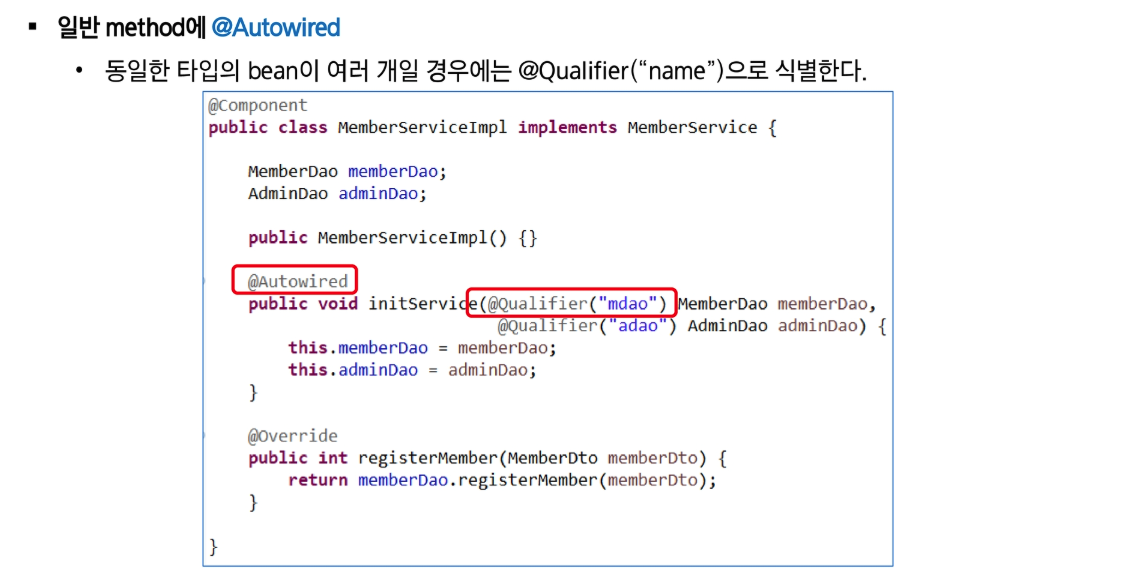 ▪ 일반 method에 @Autowired
• 동일한 타입의 bean이 여러 개일 경우에는 @Qualifier(“name”)으로 식별한다.
@Component
public class MemberServiceImpl implements MemberService {
MemberDao memberDao;
AdminDao adminDao;
public MemberServiceImpl() {}
@Autowired
public void initService(@Qualifier("mdao") MemberDao memberDao,
@Qualifier("adao") AdminDao adminDao) {
this.memberDao = memberDao;
this.adminDao = adminDao;
}
@Override
public int registerMember(MemberDto memberDto) {
return memberDao.registerMember(memberDto);
}
}